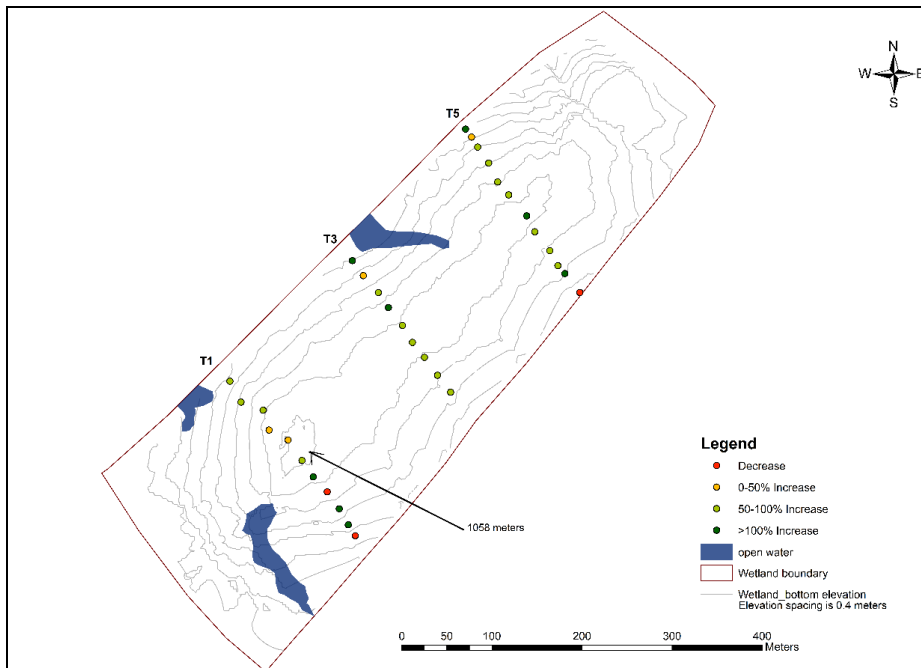 N
W E
S
T5
T3
T1
1058 meters
Legend
Decrease
0-50% Increase
50-100% Increase
>100% Increase
open water
Wetland boundary
Wetland_bottom elevation
Elevation spacing is 0.4 meters
0 50 100 200 300 400
Meters